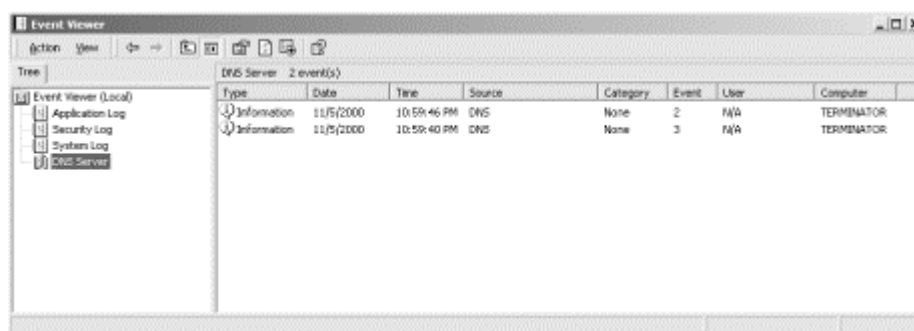 Event Viewer
Action View
Tree
DNS Server 2 event(s)
Event Viewer (Local)
Application Log
Security Log
System Log
DNS Server
Type Date Time Source Category Event User Computer
Information 11/5/2000 10:59:46 PM DNS None 2 N/A TERMINATOR
Information 11/5/2000 10:59:40 PM DNS None 3 N/A TERMINATOR